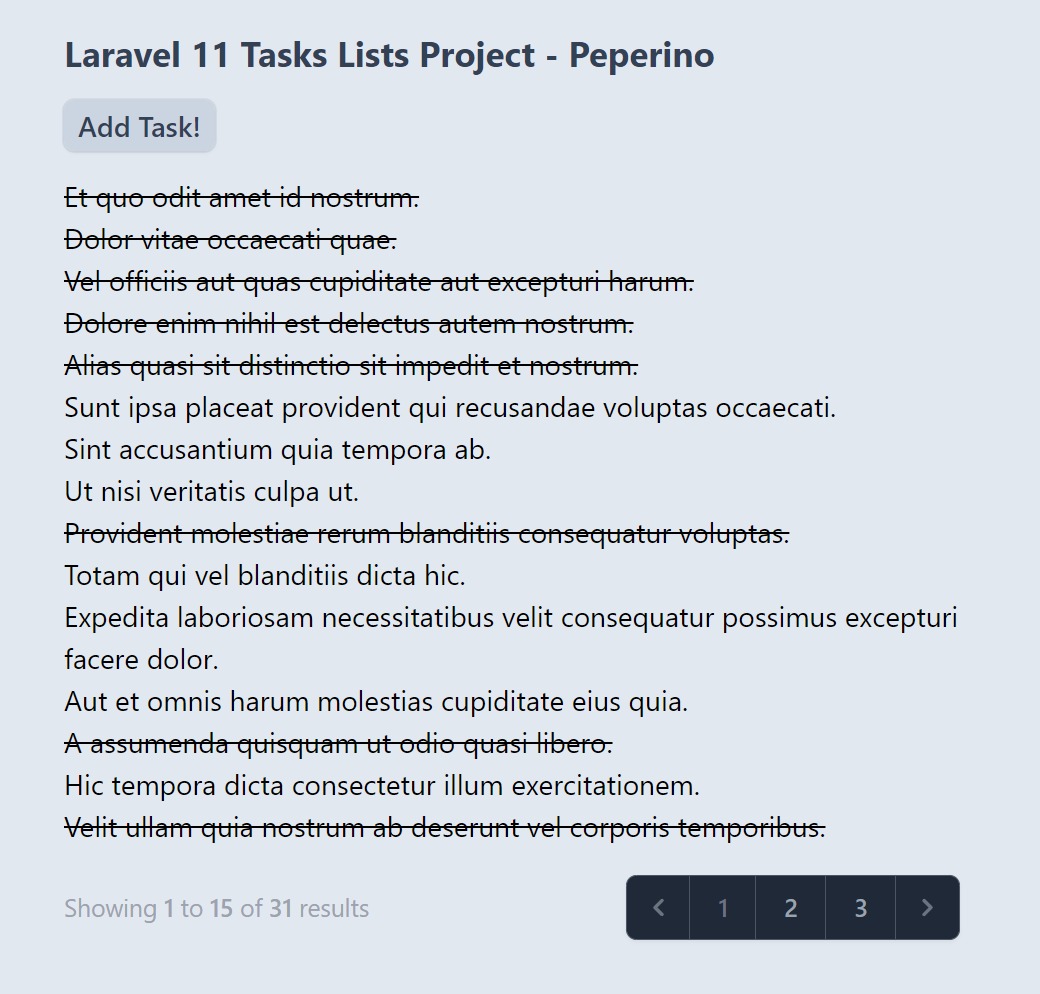 Laravel 11 Tasks Lists Project - Peperino
Add Task!
Et quo odit amet id nostrum.
Dolor vitae occaecati quae.
Vel officiis aut quas cupiditate aut excepturi harum.
Dolore enim nihil est delectus autem nostrum.
Alias quasi sit distinctio sit impedit et nostrum.
Sunt ipsa placeat provident qui recusandae voluptas occaecati.
Sint accusantium quia tempora ab.
Ut nisi veritatis culpa ut.
Provident molestiae rerum blanditiis consequatur voluptas.
Totam qui vel blanditiis dicta hic.
Expedita laboriosam necessitatibus velit consequatur possimus excepturi
facere dolor.
Aut et omnis harum molestias cupiditate eius quia.
A assumenda quisquam ut odio quasi libero.
Hic tempora dicta consectetur illum exercitationem.
Velit ullam quia nostrum ab deserunt vel corporis temporibus.
Showing 1 to 15 of 31 results
1 2 3